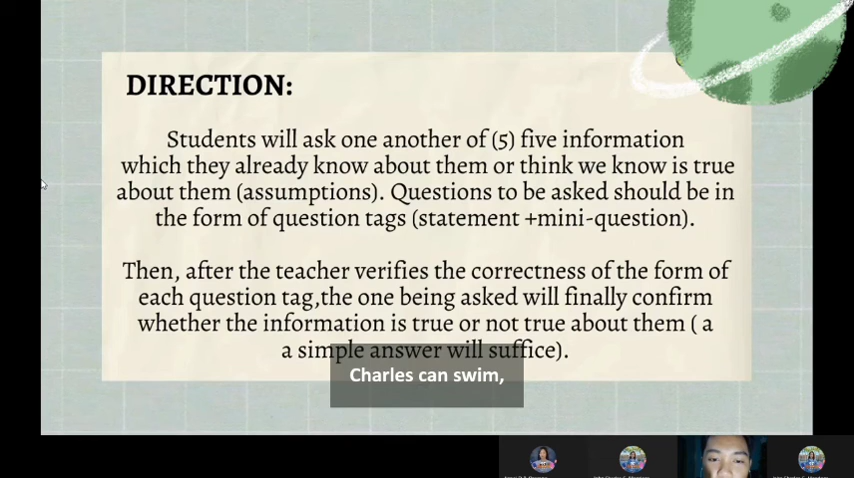 DIRECTION:
Students will ask one another of (5) five information
which they already know about them or think we know is true
about them (assumptions). Questions to be asked should be in
the form of question tags (statement +mini-question).
Then, after the teacher verifies the correctness of the form of
each question tag,the one being asked will finally confirm
whether the information is true or not true about them ( a
a simple answer will suffice).
Charles can swim,